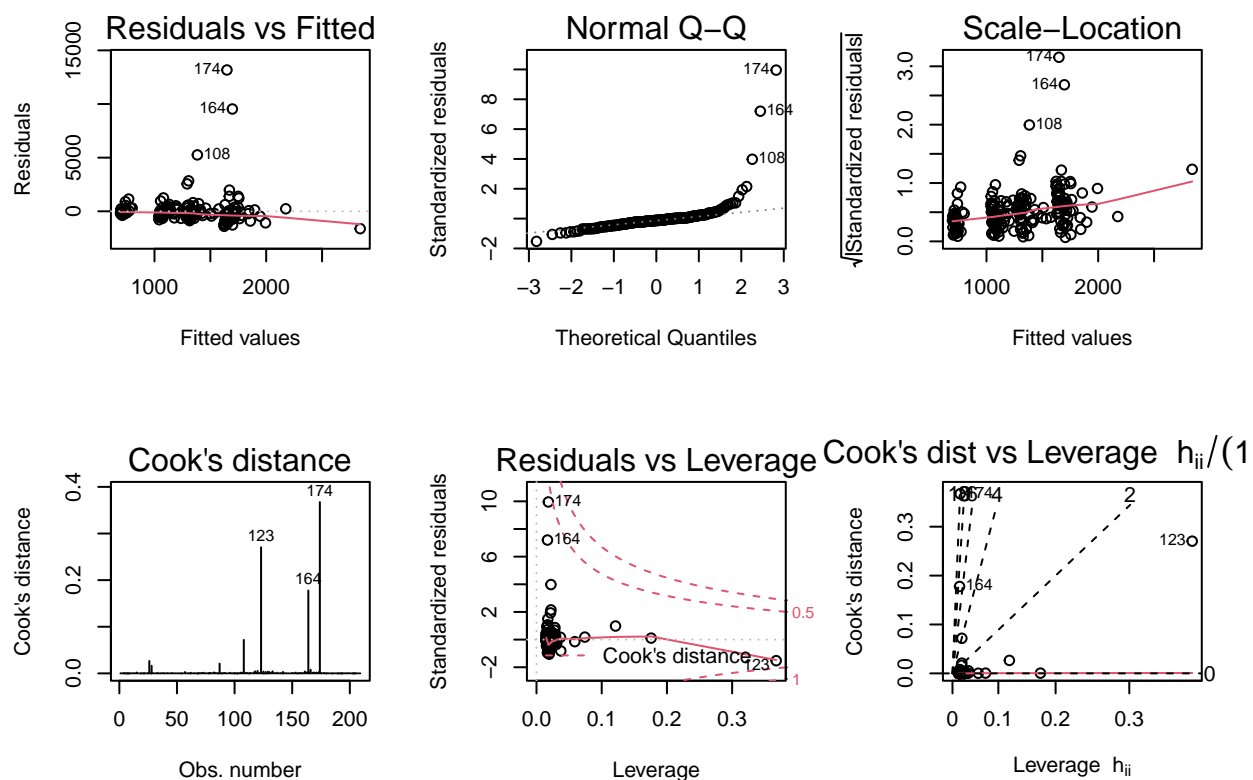 Residuals vs Fitted
Residuals
15000
5000
0
174
164
108
1000
2000
Fitted values
Normal Q−Q
Standardized residuals
8
6
4
2
0
−2
174
164
108
−3 −2 −1 0 1 2 3
Theoretical Quantiles
Scale−Location
√|Standardized residuals|
3.0
2.0
1.0
0.0
174
164
108
1000
2000
Fitted values
Cook's distance
Cook's distance
0.4
0.2
0.0
174
123
164
0 50 100 150 200
Obs. number
Residuals vs Leverage
Standardized residuals
10
6
2
−2
174
164
123
0.5
1
Cook's distance
0.0 0.1 0.2 0.3
Leverage
Cook's dist vs Leverage hii/(1
Cook's distance
0.3
0.2
0.1
0.0
174
4
2
0
123
164
0 0.1 0.3
Leverage hii